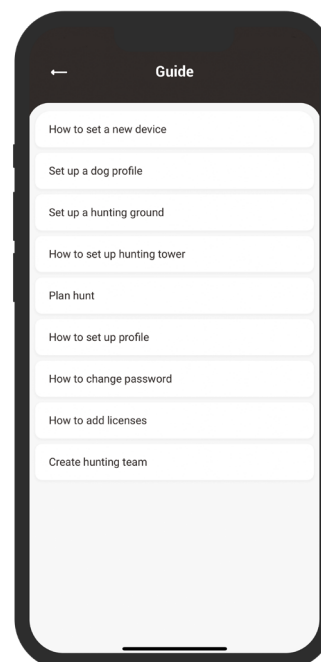 Guide
How to set a new device
Set up a dog profile
Set up a hunting ground
How to set up hunting tower
Plan hunt
How to set up profile
How to change password
How to add licenses
Create hunting team